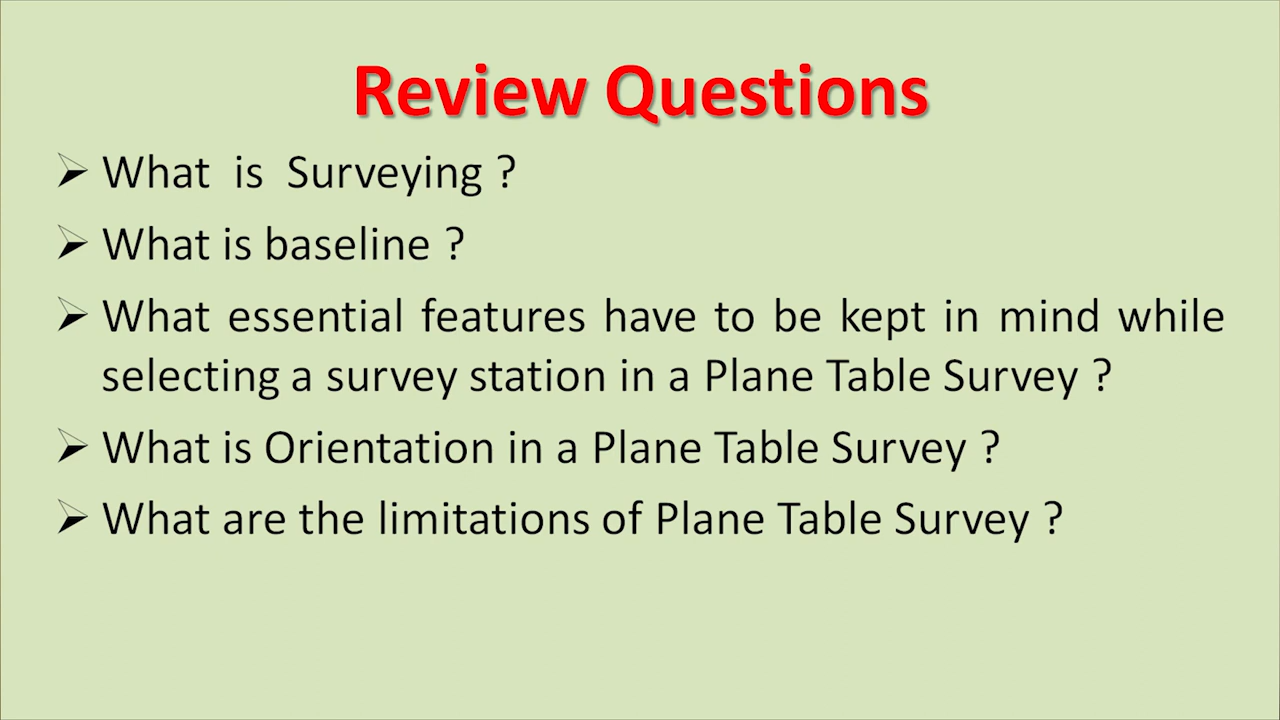 Review Questions
➢ What is Surveying ?
➢ What is baseline ?
➢ What essential features have to be kept in mind while
selecting a survey station in a Plane Table Survey ?
➢ What is Orientation in a Plane Table Survey ?
➢ What are the limitations of Plane Table Survey ?